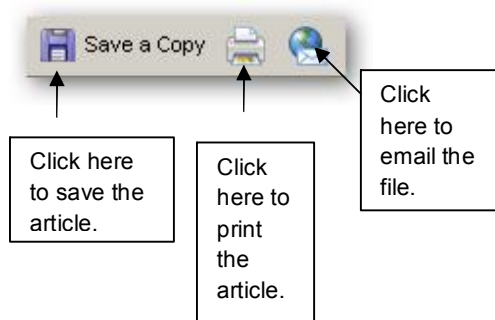 Save a Copy
Click here
to save the
article.
Click
here to
print
the
article.
Click
here to
email the
file.